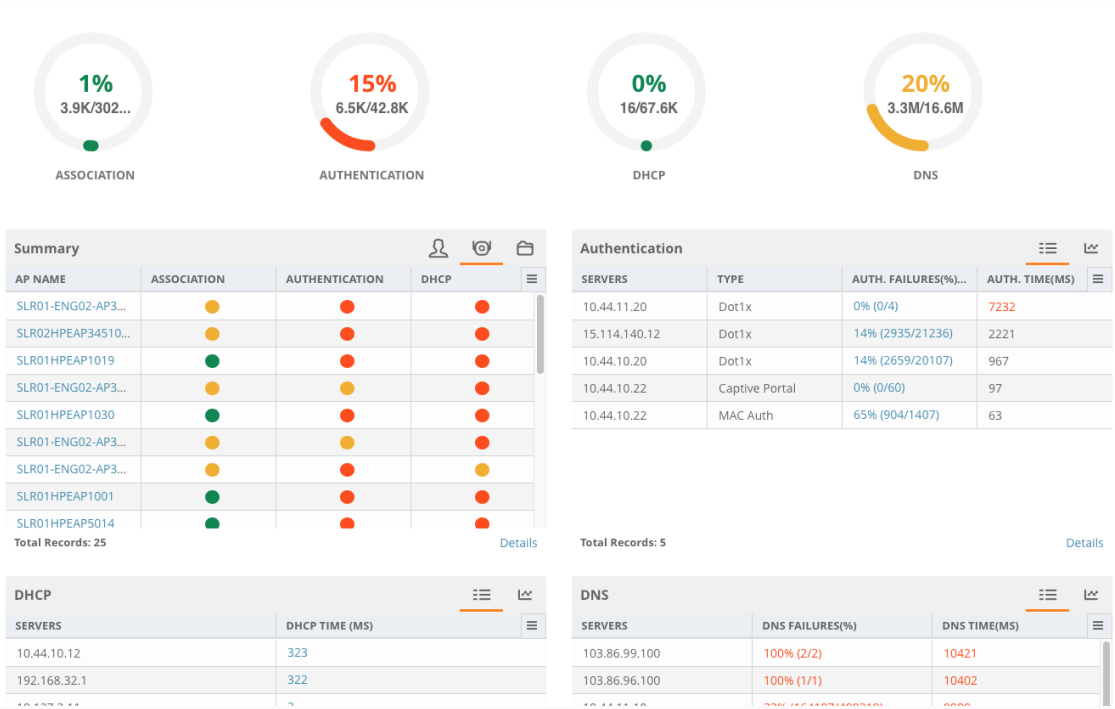 1%
3.9K/302...
ASSOCIATION
15%
6.5K/42.8K
AUTHENTICATION
0%
16/67.6K
DHCP
20%
3.3M/16.6M
DNS
Summary
AP NAME ASSOCIATION AUTHENTICATION DHCP
SLR01-ENG02-AP3...
SLR02HPEAP34510...
SLR01HPEAP1019
SLR01-ENG02-AP3...
SLR01HPEAP1030
SLR01-ENG02-AP3...
SLR01-ENG02-AP3...
SLR01HPEAP1001
SLR01HPEAP5014
Total Records: 25 Details
Authentication
SERVERS TYPE AUTH. FAILURES(%)... AUTH. TIME(MS)
10.44.11.20 Dot1x 0% (0/4) 7232
15.114.140.12 Dot1x 14% (2935/21236) 2221
10.44.10.20 Dot1x 14% (2659/20107) 967
10.44.10.22 Captive Portal 0% (0/60) 97
10.44.10.22 MAC Auth 65% (904/1407) 63
Total Records: 5 Details
DHCP
SERVERS DHCP TIME (MS)
10.44.10.12 323
192.168.32.1 322
DNS
SERVERS DNS FAILURES(%) DNS TIME(MS)
103.86.99.100 100% (2/2) 10421
103.86.96.100 100% (1/1) 10402